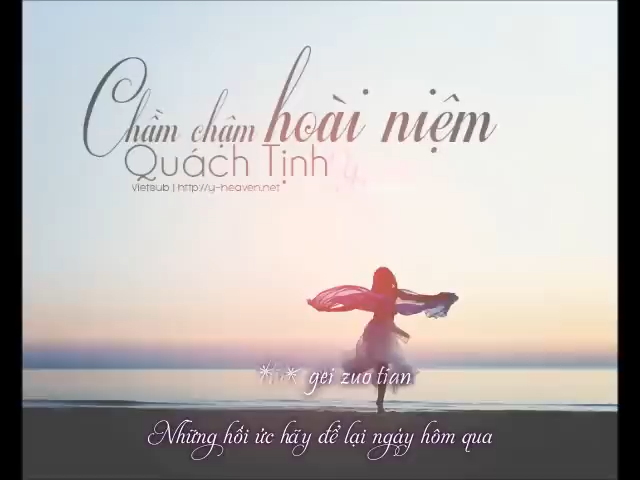 Chầm chậm hoài niệm
Quách Tịnh
Vietsub | http://y-heaven.net
gei zuo tian
Những hồi ức hãy để lại ngày hôm qua